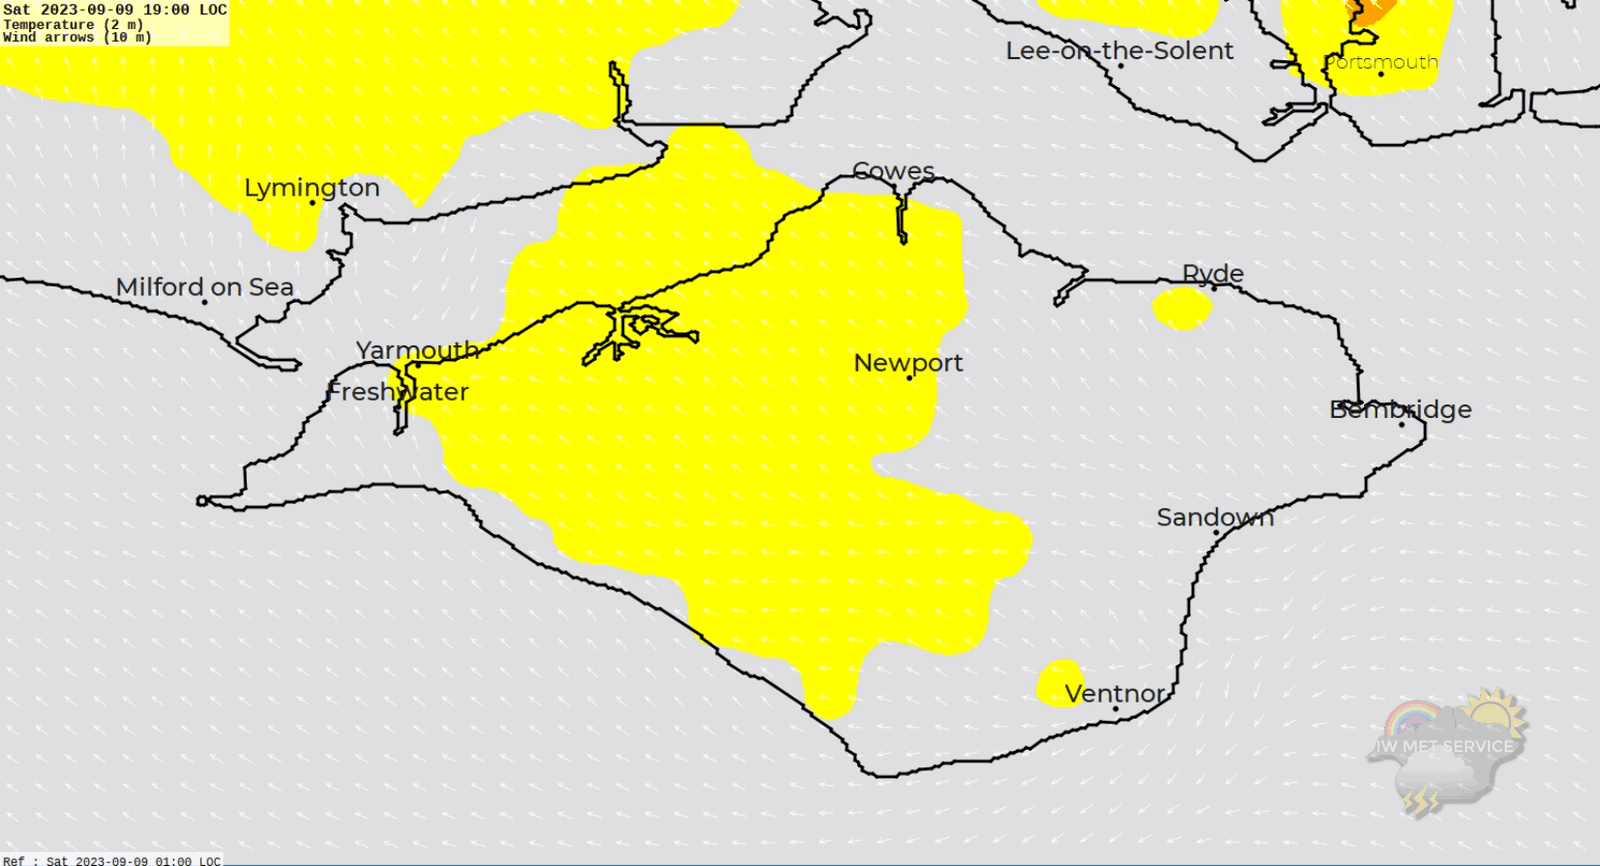 Sat 2023-09-09 19:00 LOC
Temperature (2 m)
Wind arrows (10 m)
Lee-on-the-Solent
Portsmouth
Cowes
Lymington
Ryde
Milford on Sea
Yarmouth
Newport
Freshwater
Bembridge
Sandown
Ventnor
IW MET SERVICE
Ref : Sat 2023-09-09 01:00 LOC